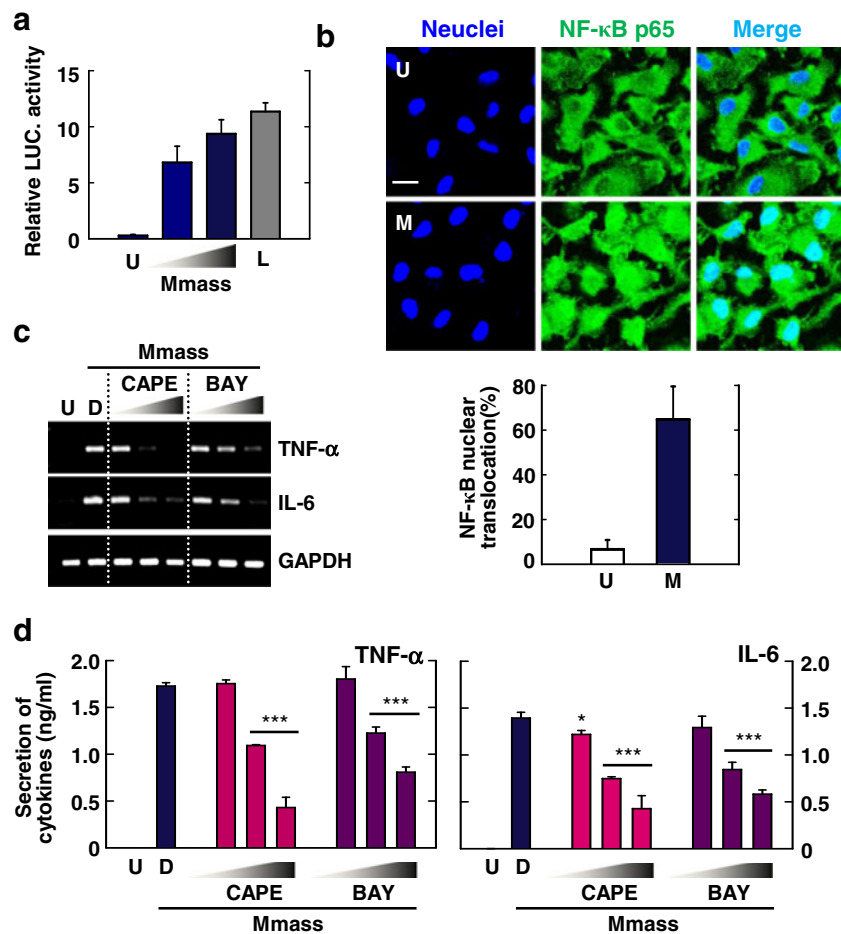 a
Relative LUC. activity
15
10
5
0
U
L
Mmass
b
Neuclei
NF-κB p65
Merge
U
M
NF-κB nuclear
translocation(%)
80
60
40
20
0
U
M
c
Mmass
CAPE
BAY
U
D
TNF-α
IL-6
GAPDH
d
Secretion of
cytokines (ng/ml)
TNF-α
2.0
1.5
1.0
0.5
0
***
***
U
D
CAPE
BAY
Mmass
IL-6
2.0
1.5
1.0
0.5
0
*
***
***
U
D
CAPE
BAY
Mmass